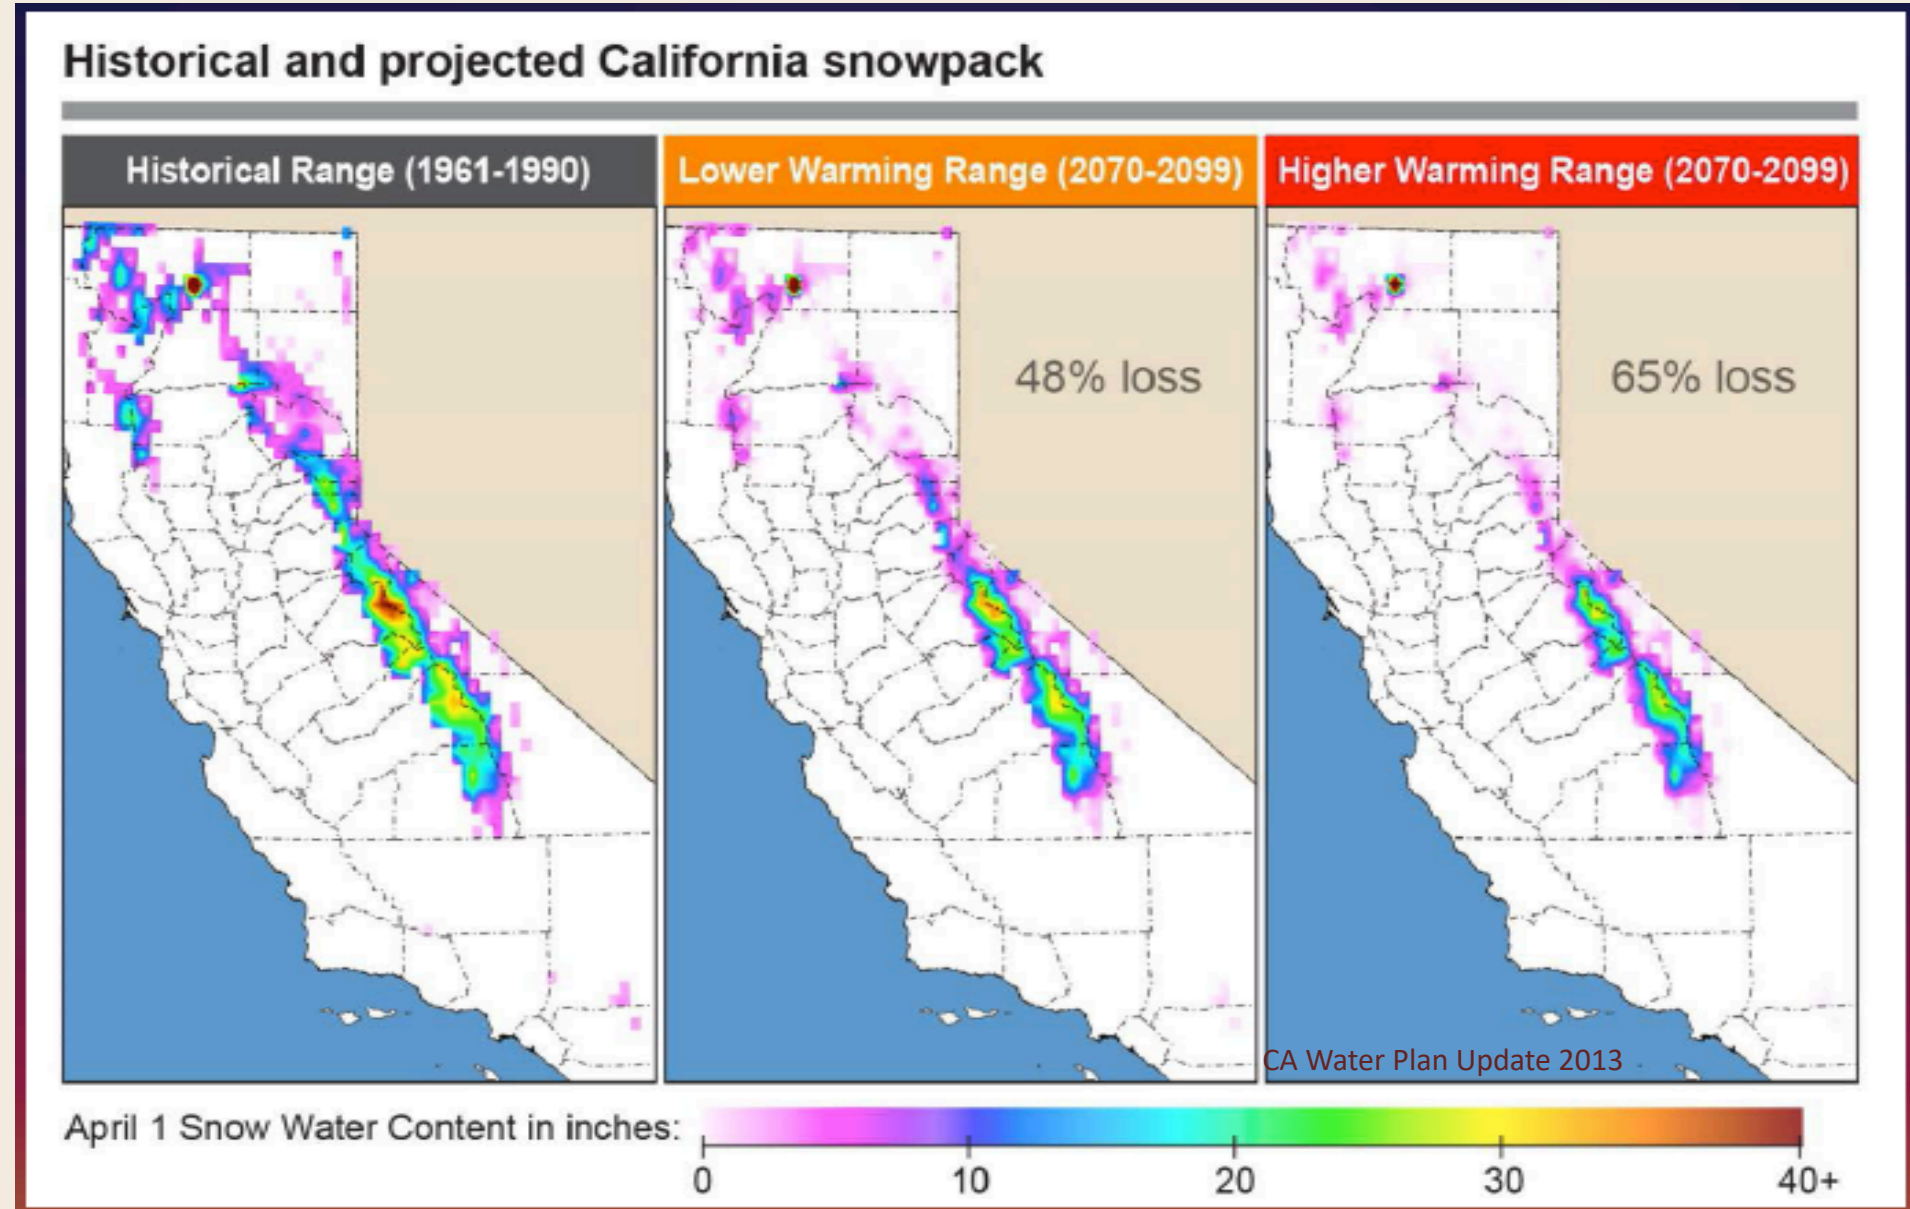 Historical and projected California snowpack
Historical Range (1961-1990)
Lower Warming Range (2070-2099)
Higher Warming Range (2070-2099)
48% loss
65% loss
CA Water Plan Update 2013
April 1 Snow Water Content in inches:
0 10 20 30 40+